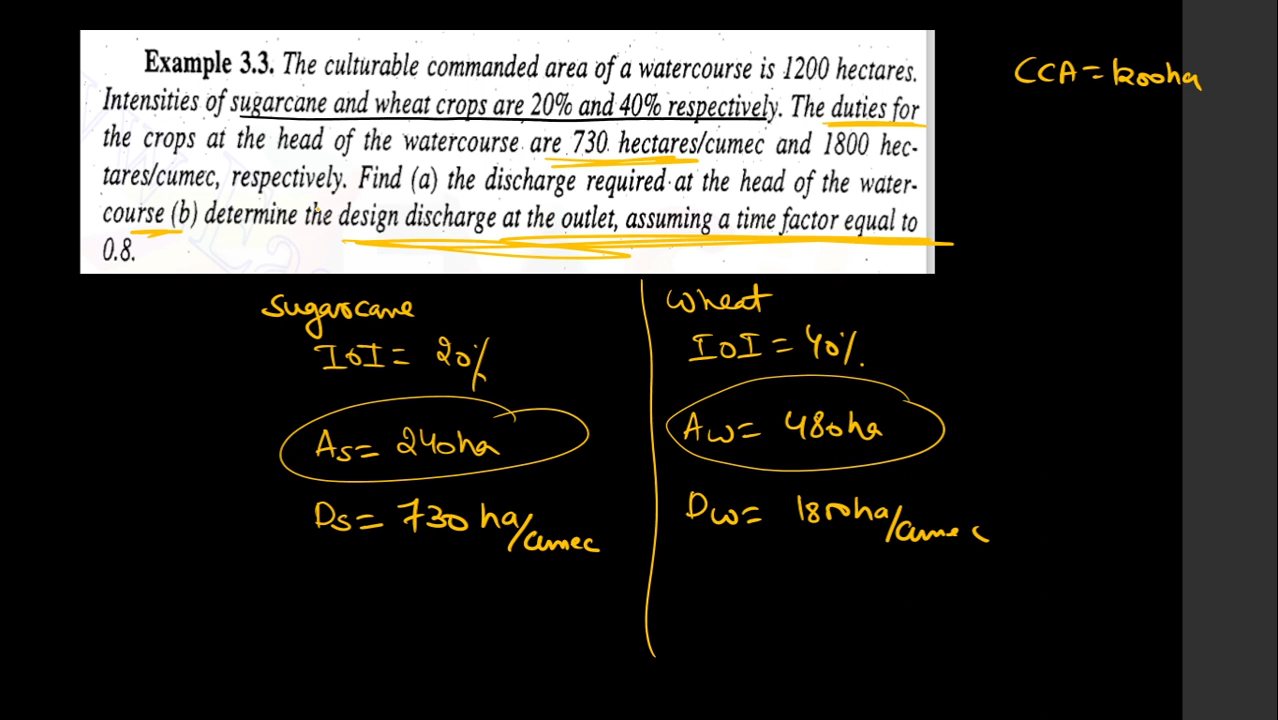 Example 3.3. The culturable commanded area of a watercourse is 1200 hectares.
Intensities of sugarcane and wheat crops are 20% and 40% respectively. The duties for
the crops at the head of the watercourse are 730 hectares/cumec and 1800 hec-
tares/cumec, respectively. Find (a) the discharge required at the head of the water-
course (b) determine the design discharge at the outlet, assuming a time factor equal to
0.8.
CCA = 1200ha
Sugarcane
IOI = 20%
As = 240ha
Ds = 730 ha/cumec
Wheat
IOI = 40%.
Aw = 480ha
Dw = 1800ha/cumec